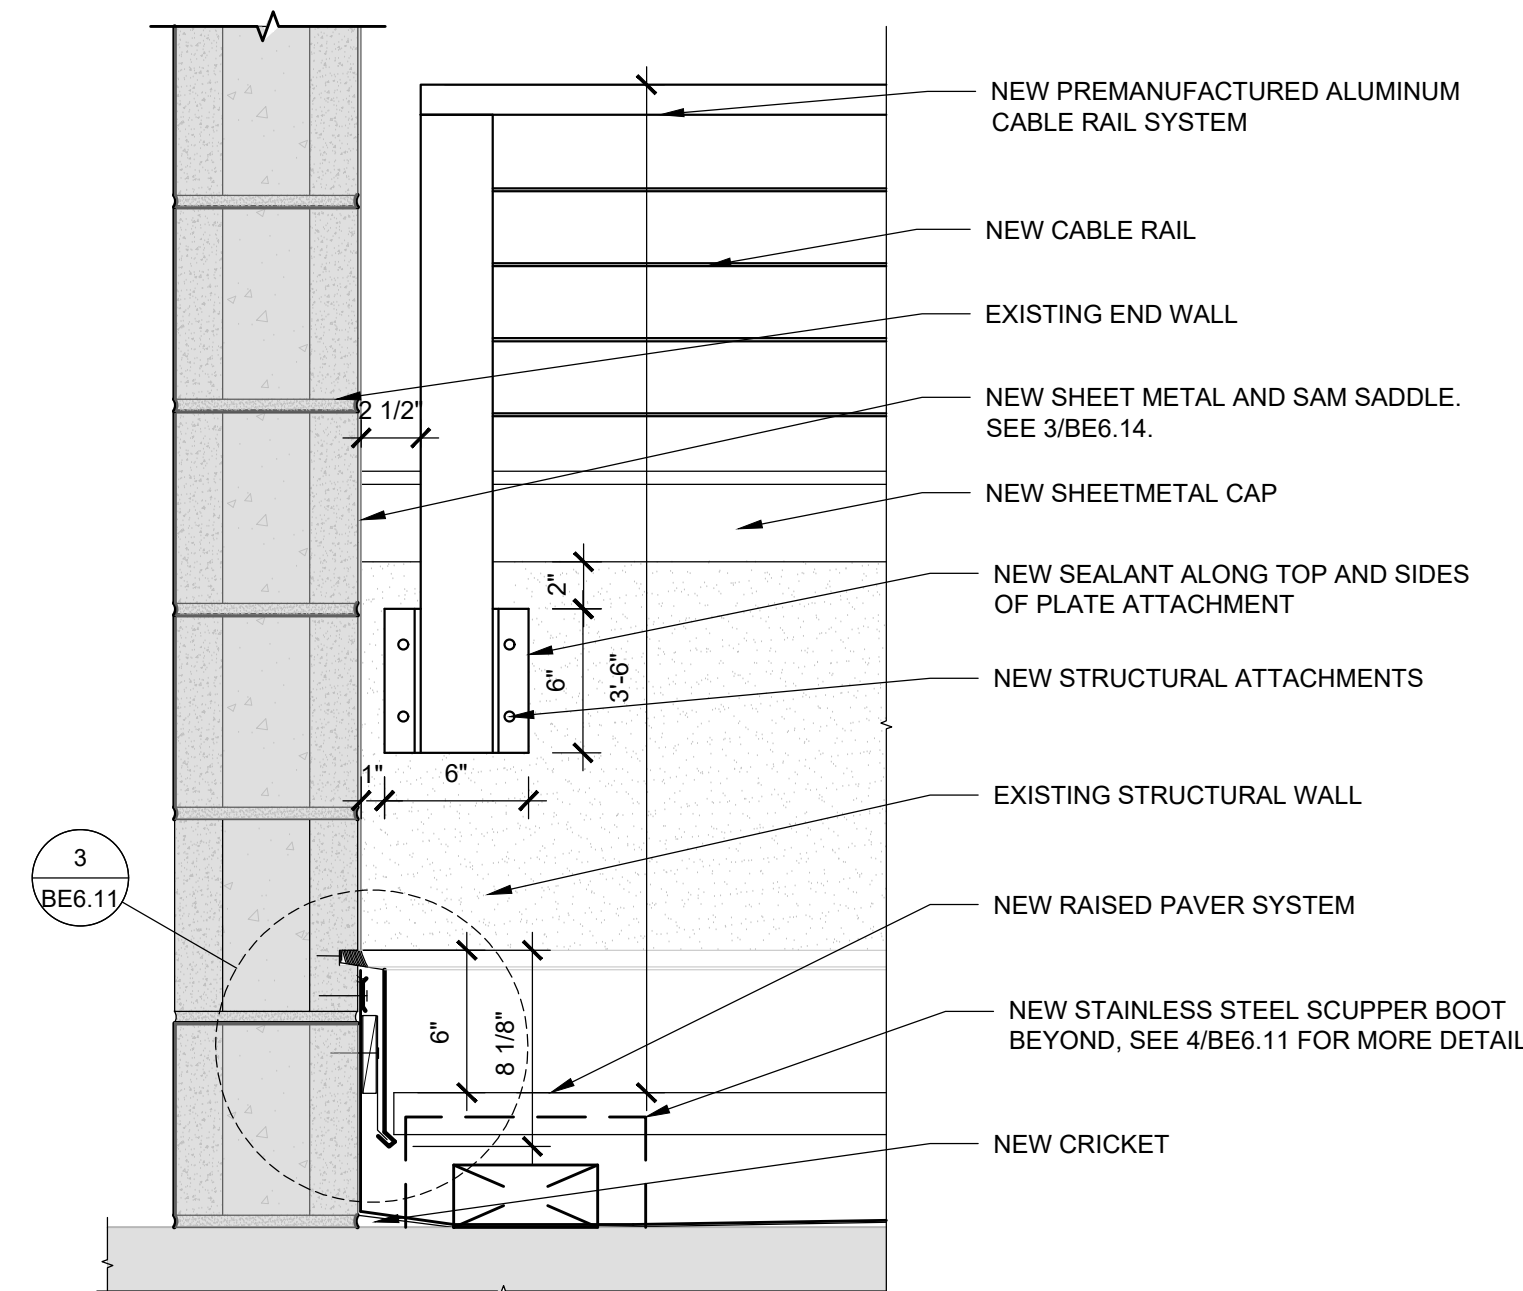 NEW PREMANUFACTURED ALUMINUM
CABLE RAIL SYSTEM
NEW CABLE RAIL
EXISTING END WALL
2 1/2"
NEW SHEET METAL AND SAM SADDLE.
SEE 3/BE6.14.
NEW SHEETMETAL CAP
2"
NEW SEALANT ALONG TOP AND SIDES
OF PLATE ATTACHMENT
6"
3'-6"
NEW STRUCTURAL ATTACHMENTS
1"
6"
EXISTING STRUCTURAL WALL
3
BE6.11
NEW RAISED PAVER SYSTEM
6"
8 1/8"
NEW STAINLESS STEEL SCUPPER BOOT
BEYOND, SEE 4/BE6.11 FOR MORE DETAIL
NEW CRICKET